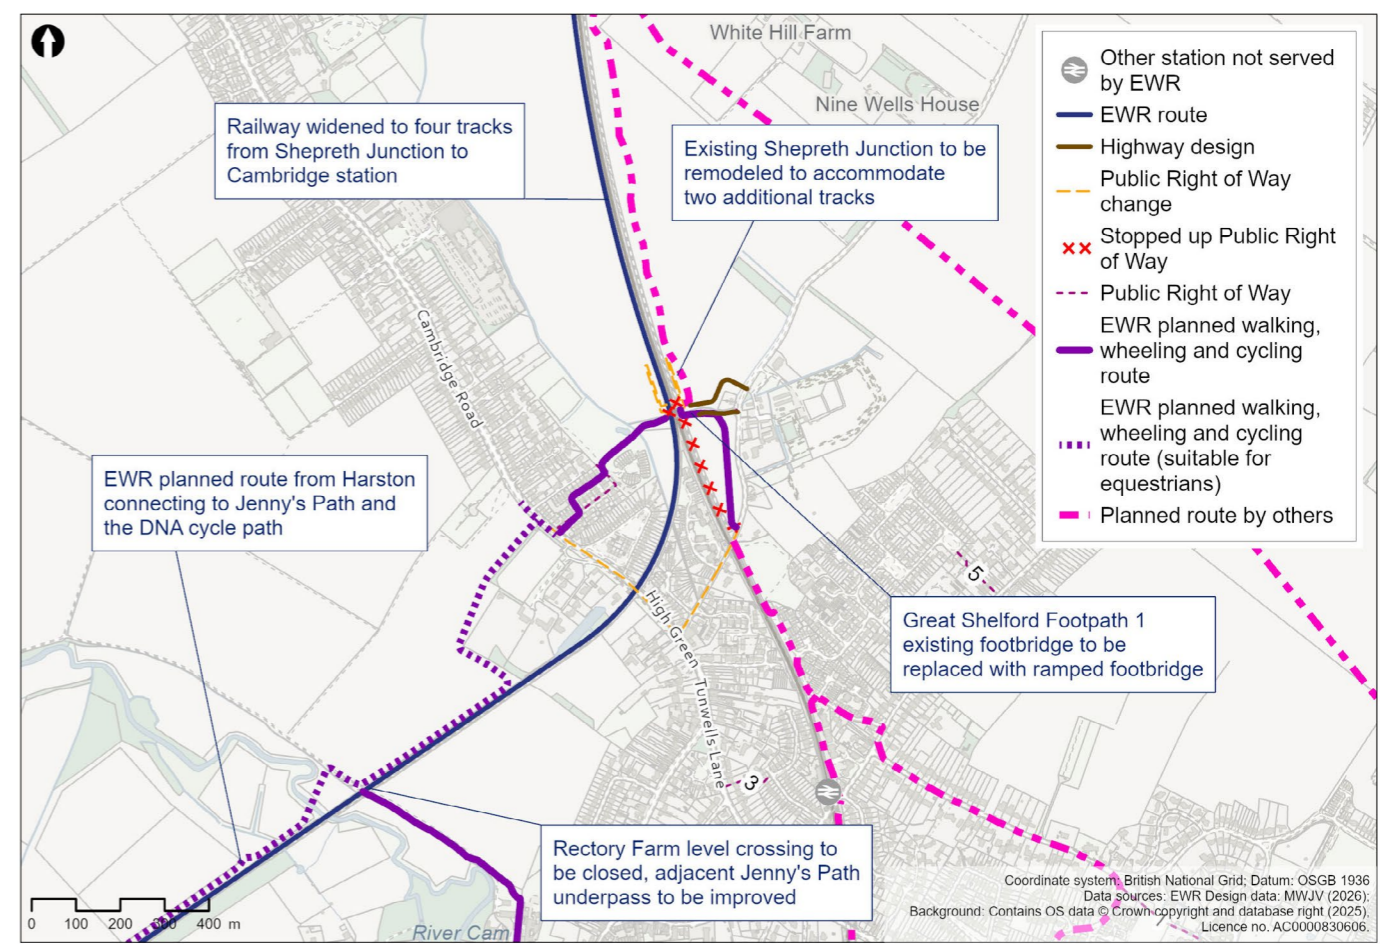 White Hill Farm
Nine Wells House
Railway widened to four tracks
from Shepreth Junction to
Cambridge station
Existing Shepreth Junction to be
remodeled to accommodate
two additional tracks
Other station not served
by EWR
EWR route
Highway design
Public Right of Way
change
Stopped up Public Right
of Way
Public Right of Way
EWR planned walking,
wheeling and cycling
route
EWR planned walking,
wheeling and cycling
route (suitable for
equestrians)
Planned route by others
Cambridge Road
EWR planned route from Harston
connecting to Jenny's Path and
the DNA cycle path
5
High Green
Tunwells Lane
Great Shelford Footpath 1
existing footbridge to be
replaced with ramped footbridge
3
Rectory Farm level crossing to
be closed, adjacent Jenny's Path
underpass to be improved
River Cam
0 100 200 300 400 m
Coordinate system: British National Grid; Datum: OSGB 1936
Data sources: EWR Design data: MWJV (2026);
Background: Contains OS data © Crown copyright and database right (2025),
Licence no. AC0000830606.